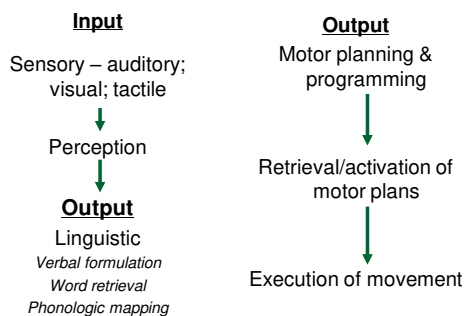 Input
Sensory – auditory;
visual; tactile
Perception
Output
Linguistic
Verbal formulation
Word retrieval
Phonologic mapping
Output
Motor planning &
programming
Retrieval/activation of
motor plans
Execution of movement